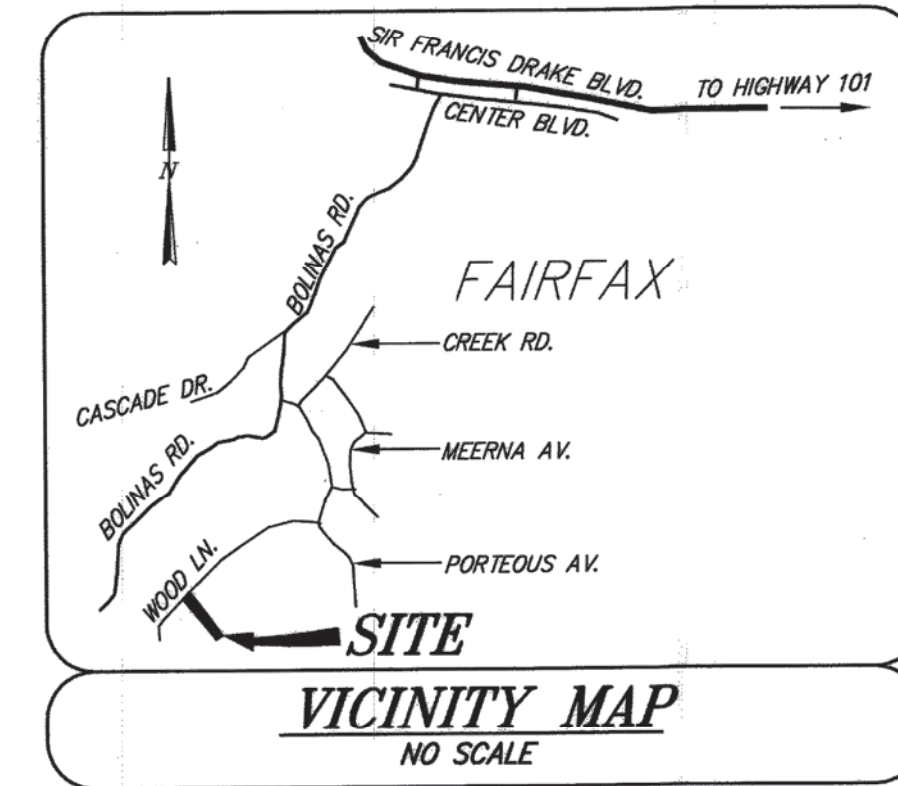 SIR FRANCIS DRAKE BLVD.
TO HIGHWAY 101
CENTER BLVD.
N
BOLINAS RD.
FAIRFAX
CREEK RD.
CASCADE DR.
BOLINAS RD.
MEERNA AV.
WOOD LN.
PORTEOUS AV.
SITE
VICINITY MAP
NO SCALE